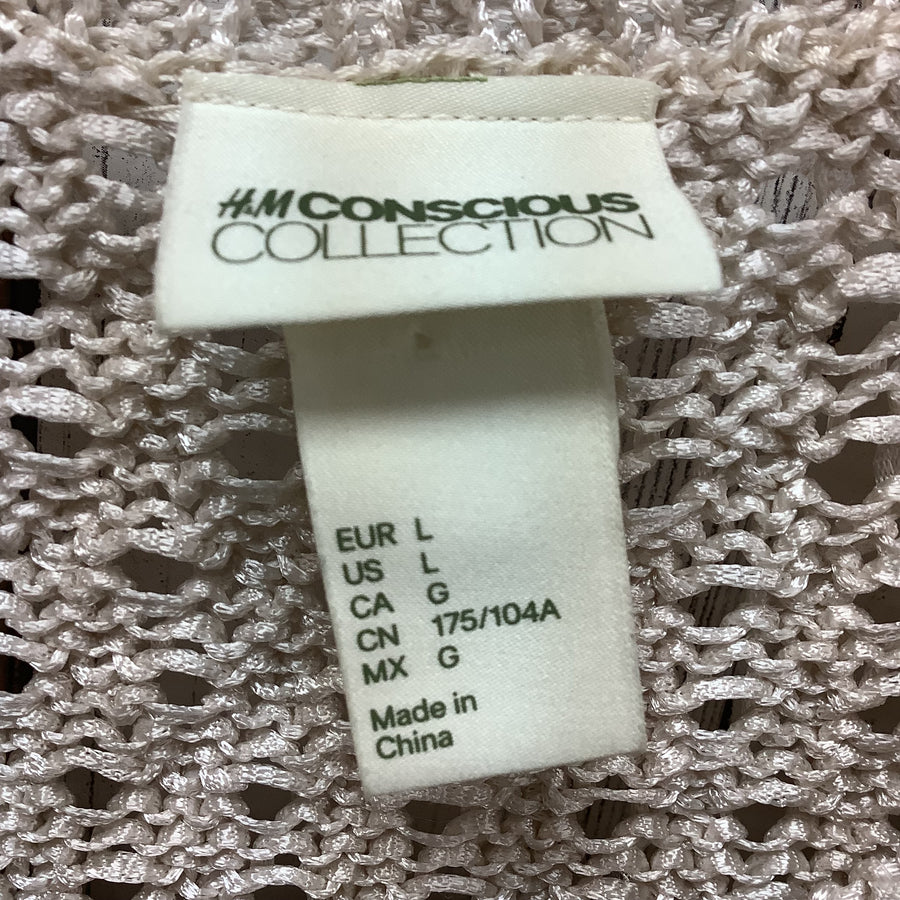 H&M CONSCIOUS
COLLECTION
EUR L
US L
CA G
CN 175/104A
MX G
Made in
China